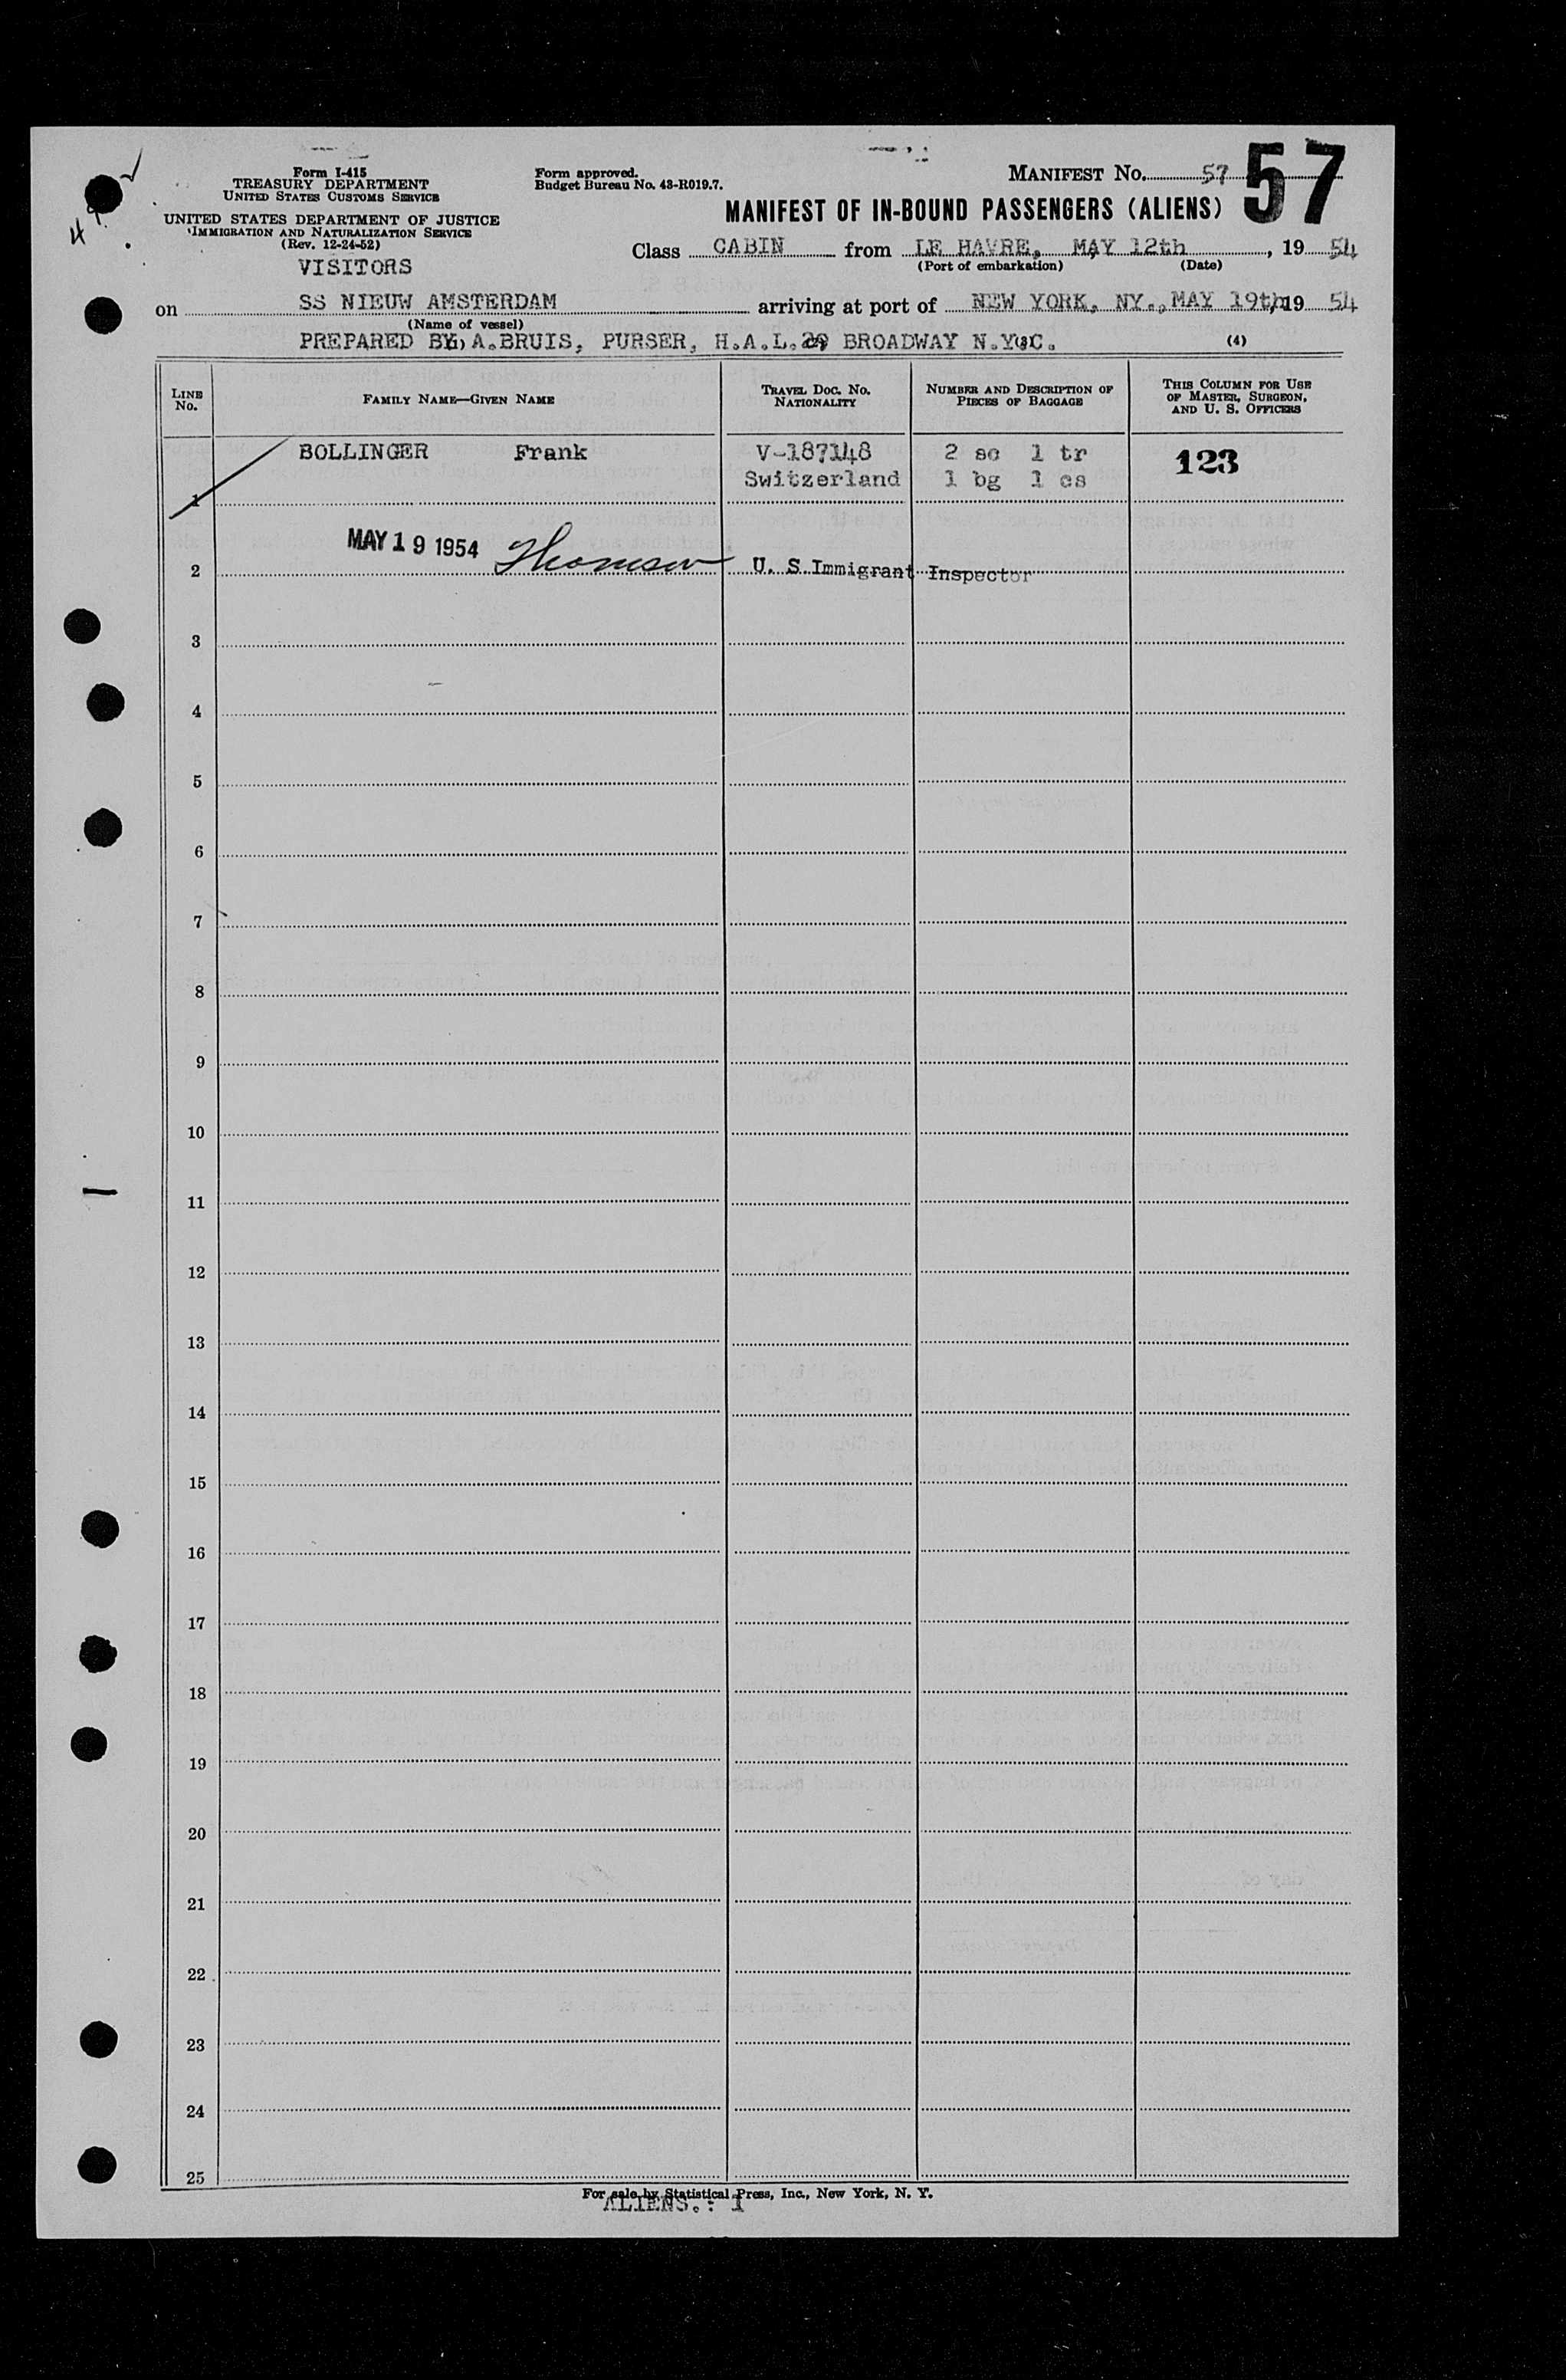 Form I-415
TREASURY DEPARTMENT
UNITED STATES CUSTOMS SERVICE
UNITED STATES DEPARTMENT OF JUSTICE
IMMIGRATION AND NATURALIZATION SERVICE
(Rev. 12-24-52)
VISITORS
Form approved.
Budget Bureau No. 43-R019.7.
MANIFEST No. 57
57
MANIFEST OF IN-BOUND PASSENGERS (ALIENS)
Class CABIN from LE HAVRE, MAY 12th, 19 54
(Port of embarkation) (Date)
on SS NIEUW AMSTERDAM arriving at port of NEW YORK, NY., MAY 19th, 19 54
(Name of vessel)
PREPARED BY A.BRUIS, PURSER, H.A.L. BROADWAY N.Y.C. (4)
LINE No. FAMILY NAME—GIVEN NAME TRAVEL DOC. NO. NATIONALITY NUMBER AND DESCRIPTION OF PIECES OF BAGGAGE THIS COLUMN FOR USE OF MASTER, SURGEON, AND U. S. OFFICERS
BOLLINGER Frank V-187148 2 sc 1 tr 123
1 Switzerland 1 bg 1 cs
MAY 19 1954 Thomson
2 U. S. Immigrant Inspector
3
4
5
6
7
8
9
10
11
12
13
14
15
16
17
18
19
20
21
22
23
24
25
For sale by Statistical Press, Inc., New York, N. Y.
ALIENS.: 1